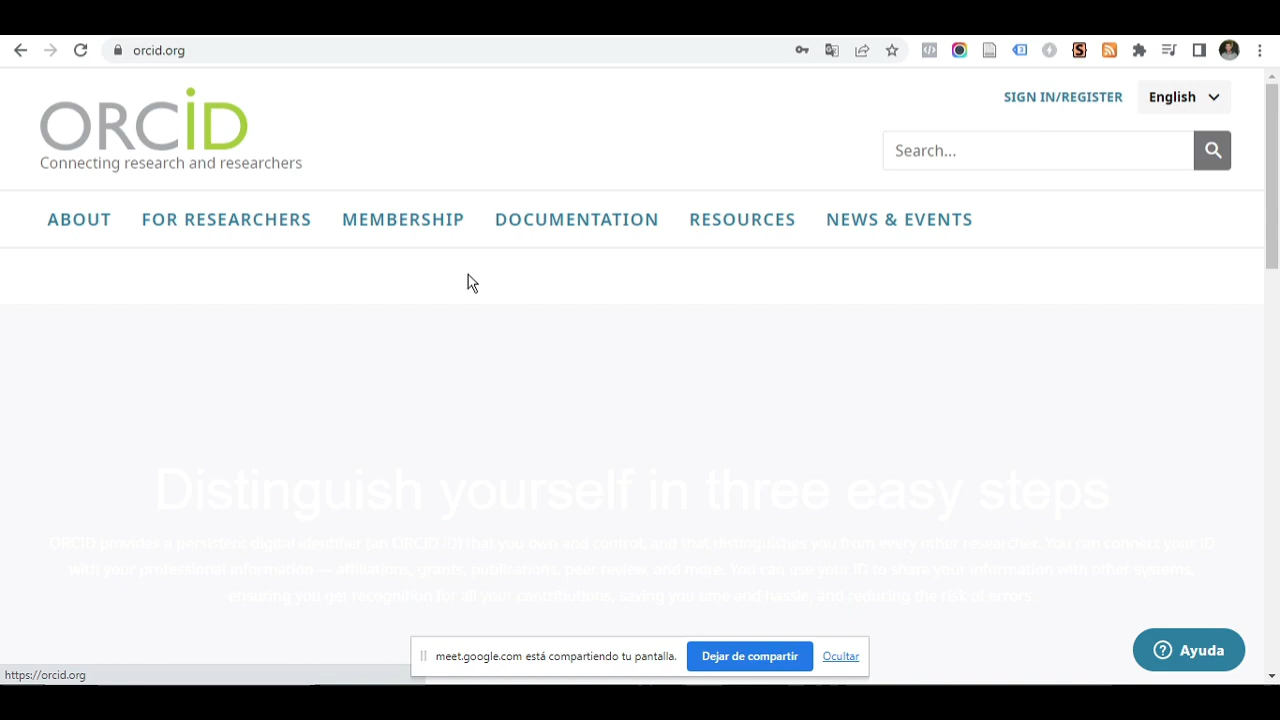 orcid.org
SIGN IN/REGISTER
English
ORCID
Connecting research and researchers
Search...
ABOUT FOR RESEARCHERS MEMBERSHIP DOCUMENTATION RESOURCES NEWS & EVENTS
Distinguish yourself in three easy steps
ORCID provides a persistent digital identifier (an ORCID iD) that you own and control, and that distinguishes you from every other researcher. You can connect your iD
with your professional information — affiliations, grants, publications, peer review, and more. You can use your iD to share your information with other systems,
ensuring you get recognition for all your contributions, saving you time and hassle, and reducing the risk of errors.
meet.google.com está compartiendo tu pantalla.
Dejar de compartir
Ocultar
Ayuda
https://orcid.org